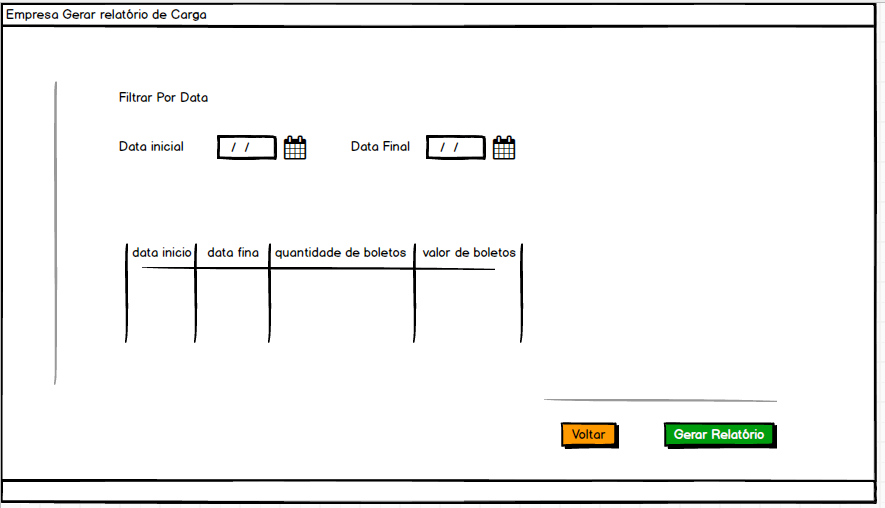 Empresa Gerar relatório de Carga
Filtrar Por Data
Data inicial / / Data Final / /
data inicio data fina quantidade de boletos valor de boletos
Voltar Gerar Relatório